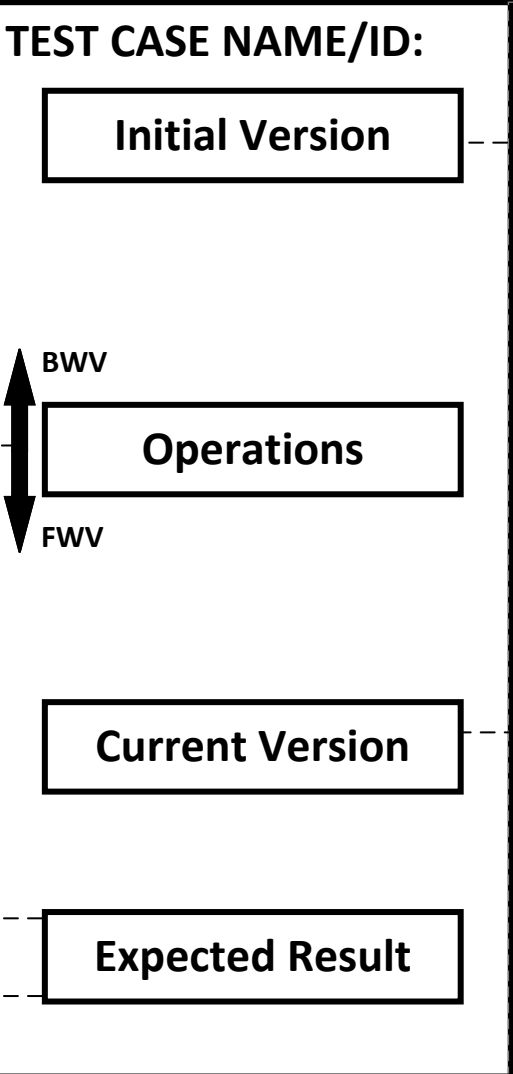 TEST CASE NAME/ID:
Initial Version
BWV
Operations
FWV
Current Version
Expected Result